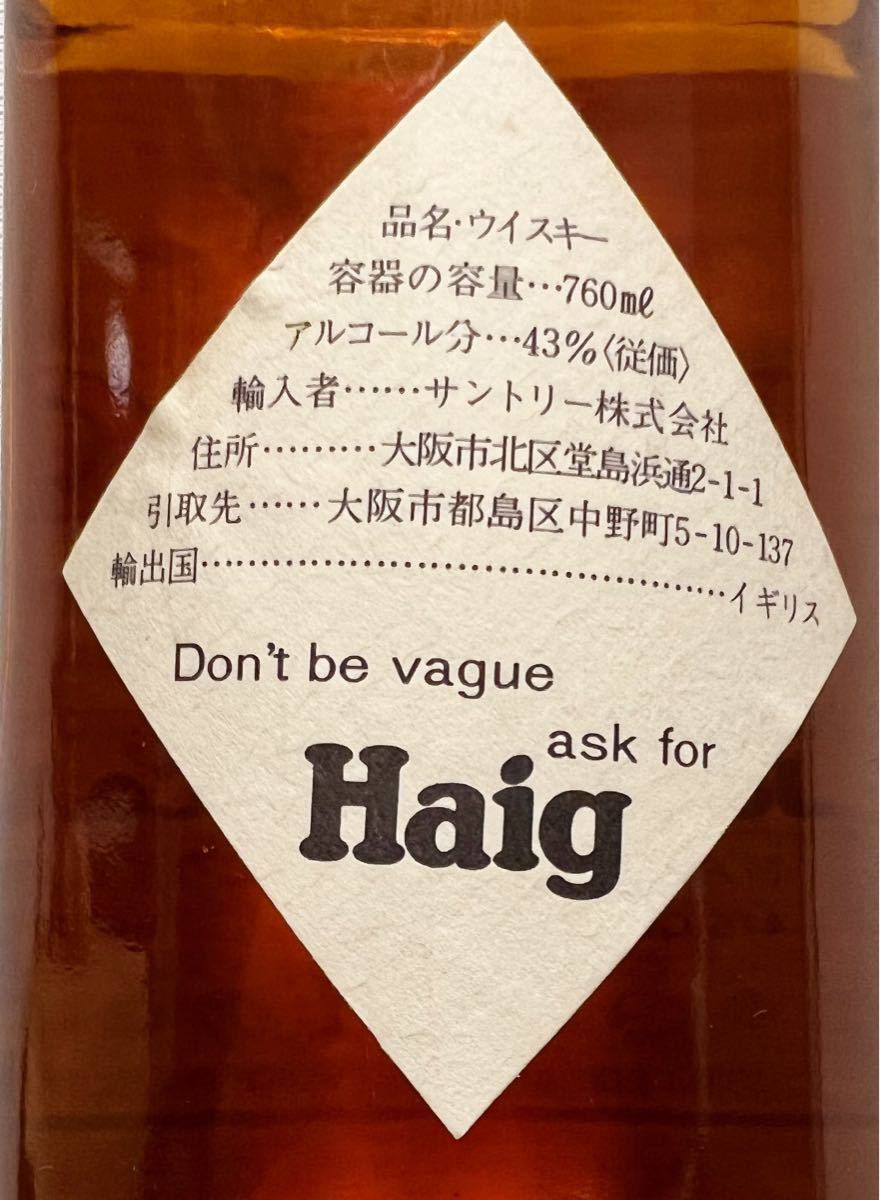 品名・ウイスキー
容器の容量…760ml
アルコール分…43%〈従価〉
輸入者……サントリー株式会社
住所………大阪市北区堂島浜通2-1-1
引取先……大阪市都島区中野町5-10-137
輸出国………………………………………イギリス
Don't be vague
ask for
Haig